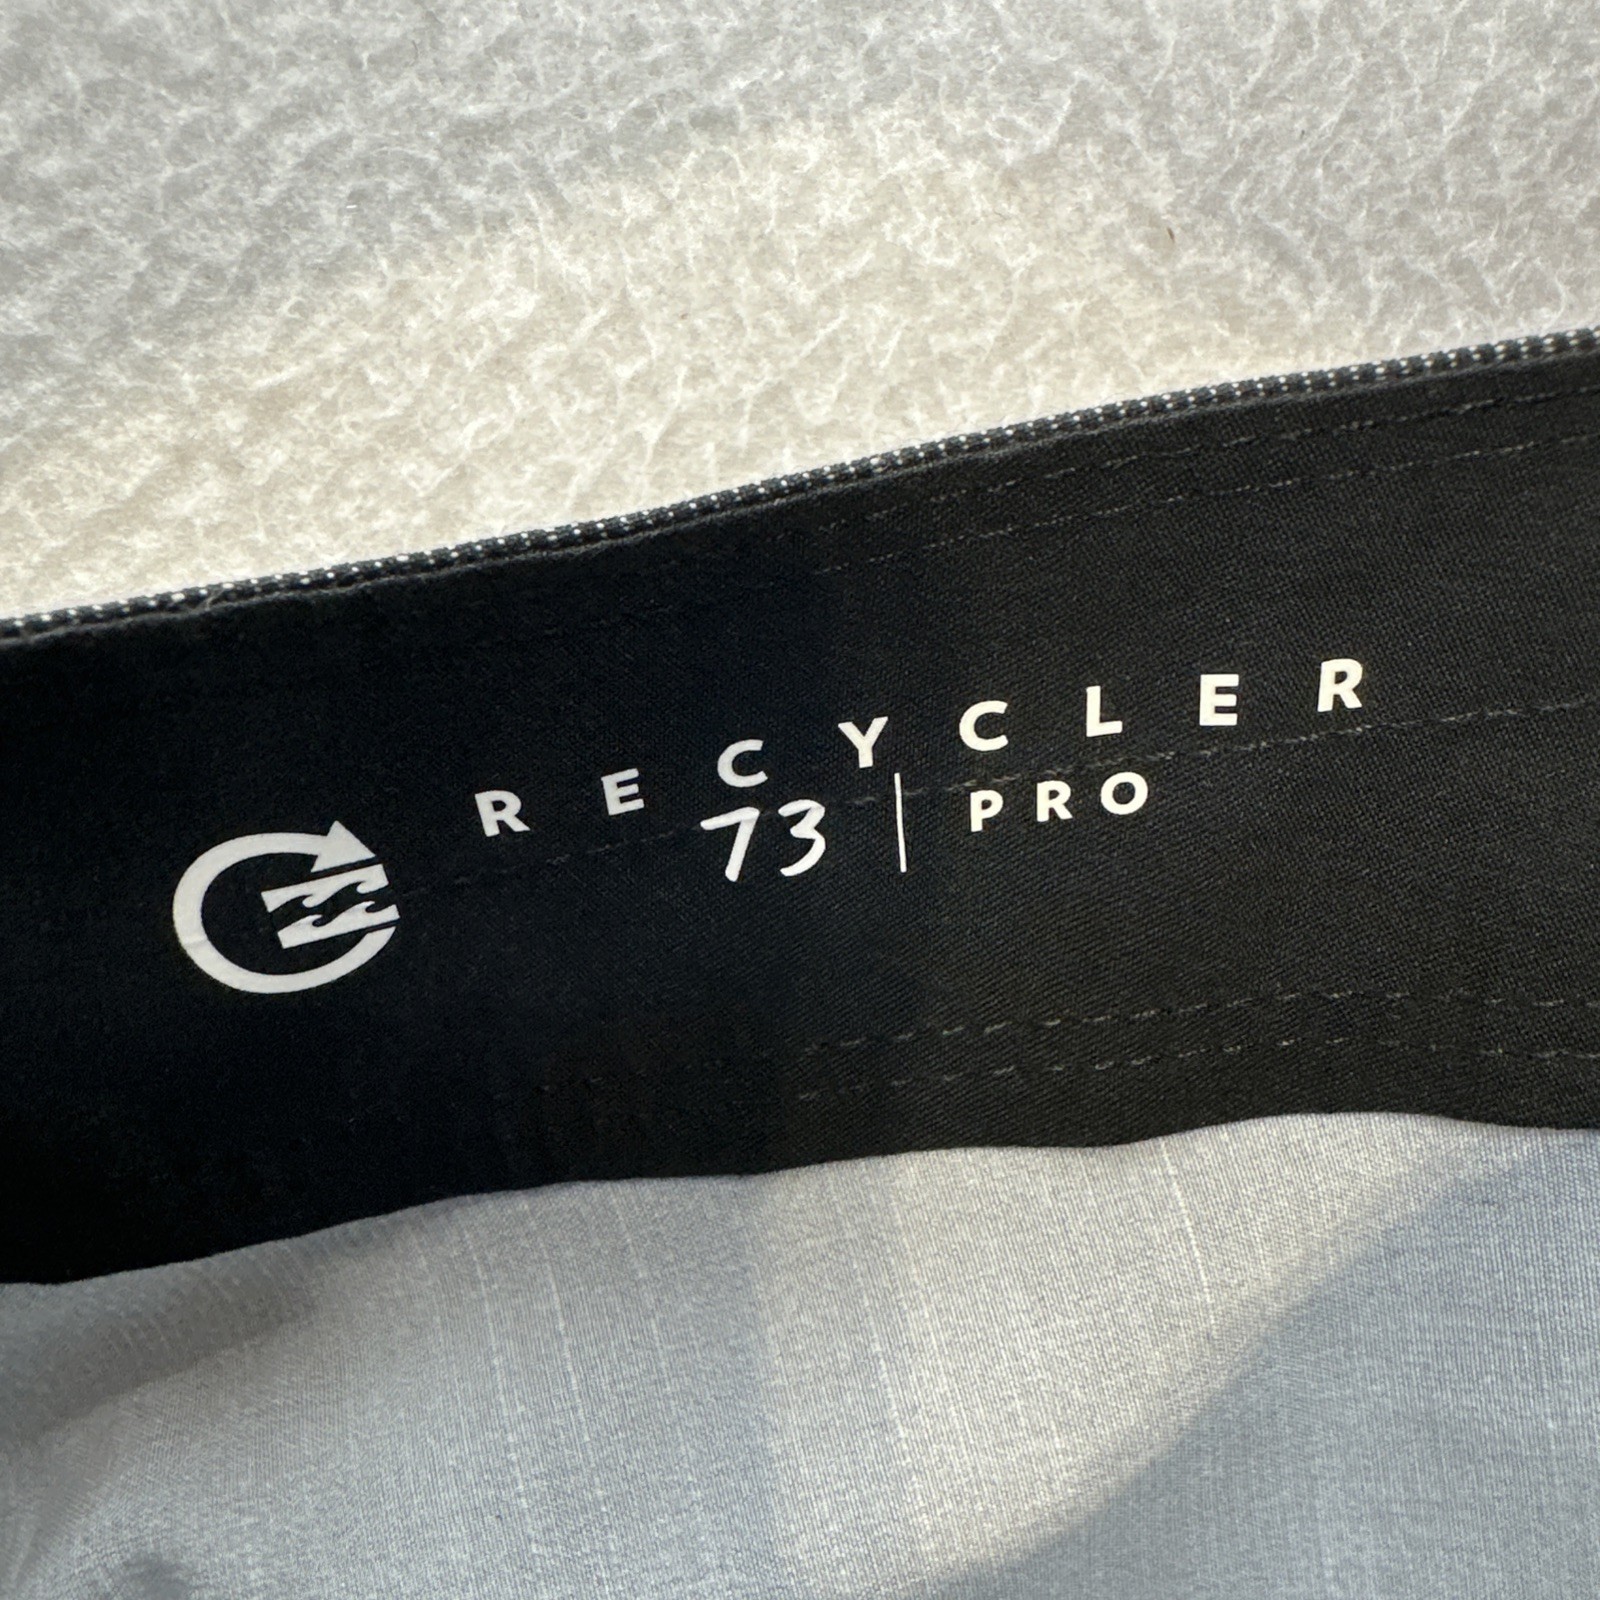 RECYCLER
73 | PRO